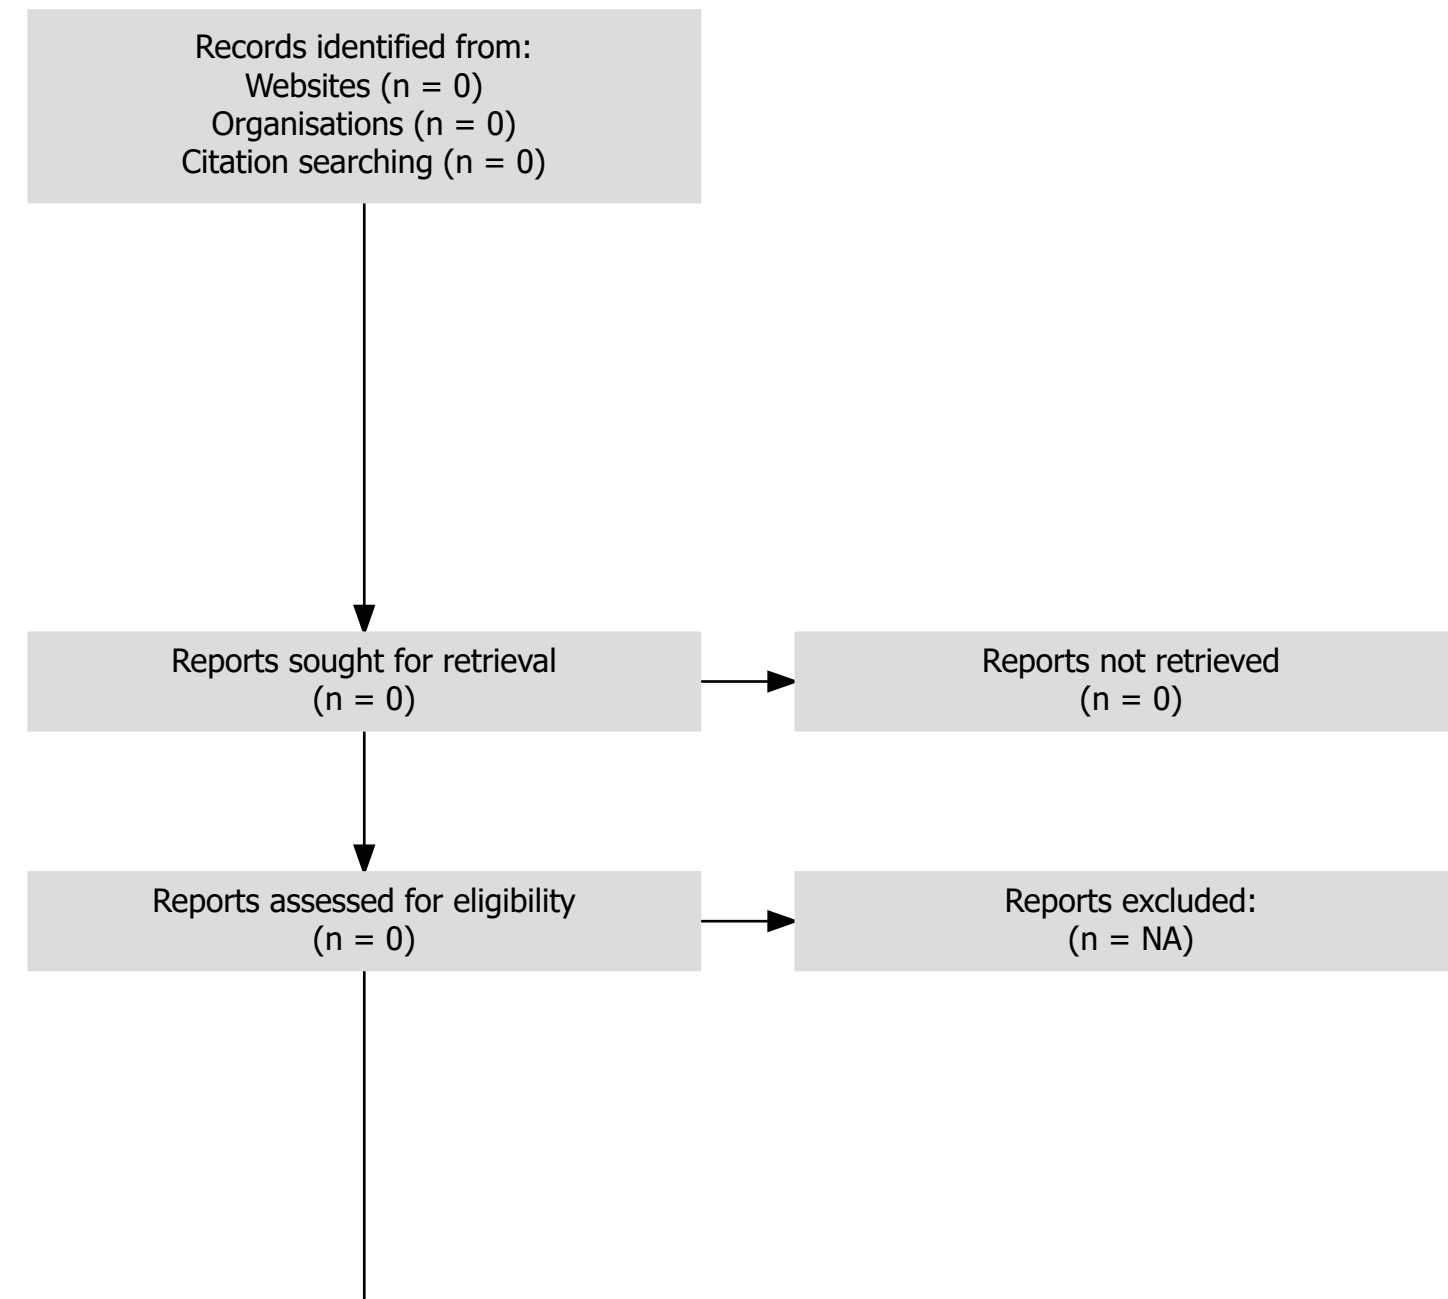 Records identified from:
Websites (n = 0)
Organisations (n = 0)
Citation searching (n = 0)
Reports sought for retrieval
(n = 0)
Reports not retrieved
(n = 0)
Reports assessed for eligibility
(n = 0)
Reports excluded:
(n = NA)